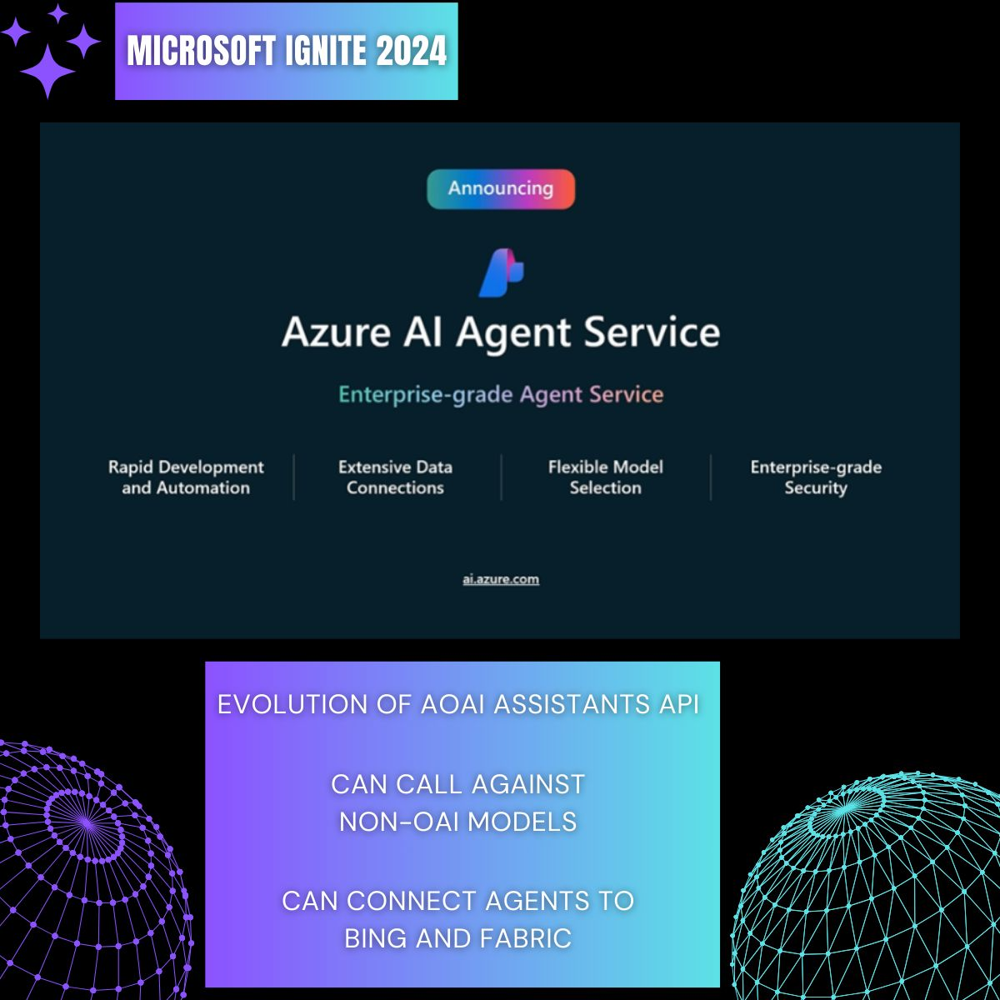 MICROSOFT IGNITE 2024
Announcing
Azure AI Agent Service
Enterprise-grade Agent Service
Rapid Development
and Automation
Extensive Data
Connections
Flexible Model
Selection
Enterprise-grade
Security
ai.azure.com
EVOLUTION OF AOAI ASSISTANTS API
CAN CALL AGAINST
NON-OAI MODELS
CAN CONNECT AGENTS TO
BING AND FABRIC